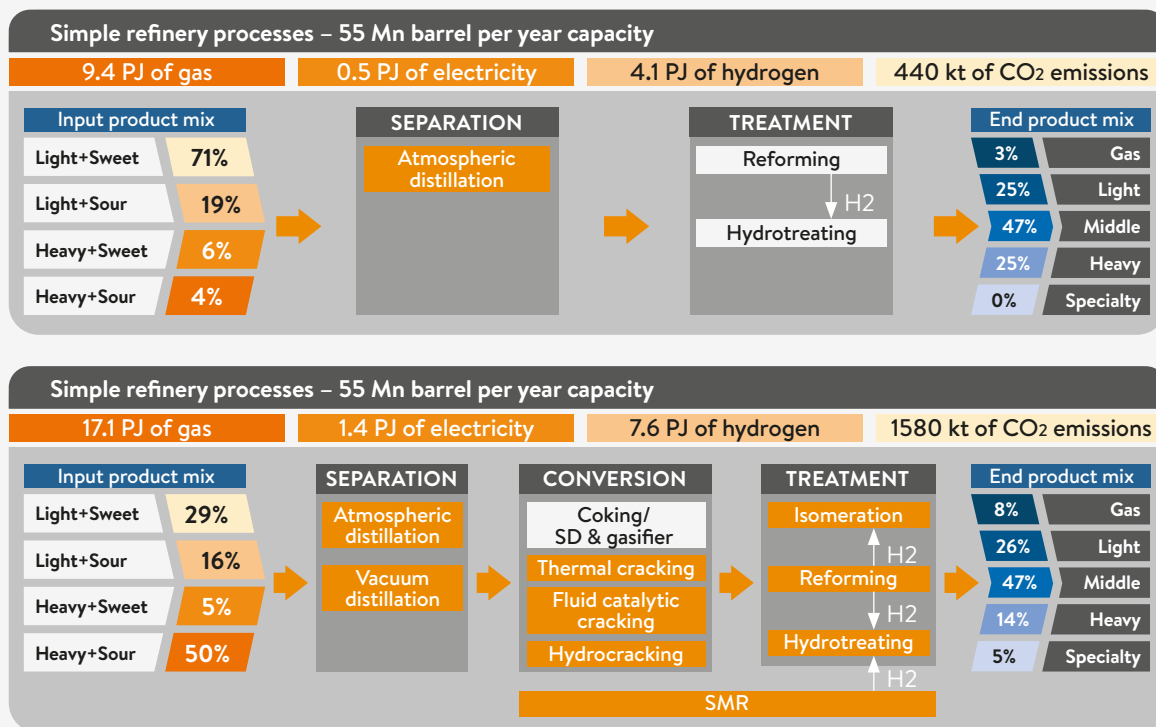 Simple refinery processes – 55 Mn barrel per year capacity
9.4 PJ of gas
0.5 PJ of electricity
4.1 PJ of hydrogen
440 kt of CO2 emissions
Input product mix
Light+Sweet 71%
Light+Sour 19%
Heavy+Sweet 6%
Heavy+Sour 4%
SEPARATION
Atmospheric
distillation
TREATMENT
Reforming
H2
Hydrotreating
End product mix
3% Gas
25% Light
47% Middle
25% Heavy
0% Specialty
Simple refinery processes – 55 Mn barrel per year capacity
17.1 PJ of gas
1.4 PJ of electricity
7.6 PJ of hydrogen
1580 kt of CO2 emissions
Input product mix
Light+Sweet 29%
Light+Sour 16%
Heavy+Sweet 5%
Heavy+Sour 50%
SEPARATION
Atmospheric
distillation
Vacuum
distillation
CONVERSION
Coking/
SD & gasifier
Thermal cracking
Fluid catalytic
cracking
Hydrocracking
TREATMENT
Isomeration
H2
Reforming
H2
Hydrotreating
H2
SMR
End product mix
8% Gas
26% Light
47% Middle
14% Heavy
5% Specialty